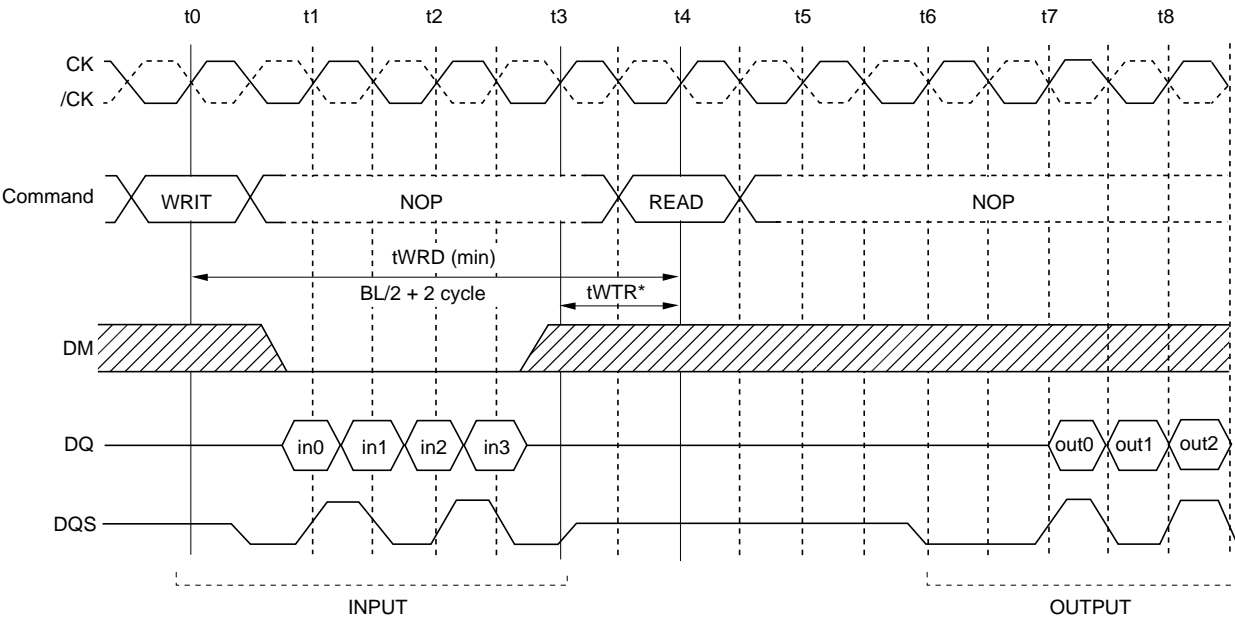 t0 t1 t2 t3 t4 t5 t6 t7 t8
CK
/CK
Command WRIT NOP READ NOP
tWRD (min)
BL/2 + 2 cycle tWTR*
DM
DQ in0 in1 in2 in3 out0 out1 out2
DQS
INPUT OUTPUT